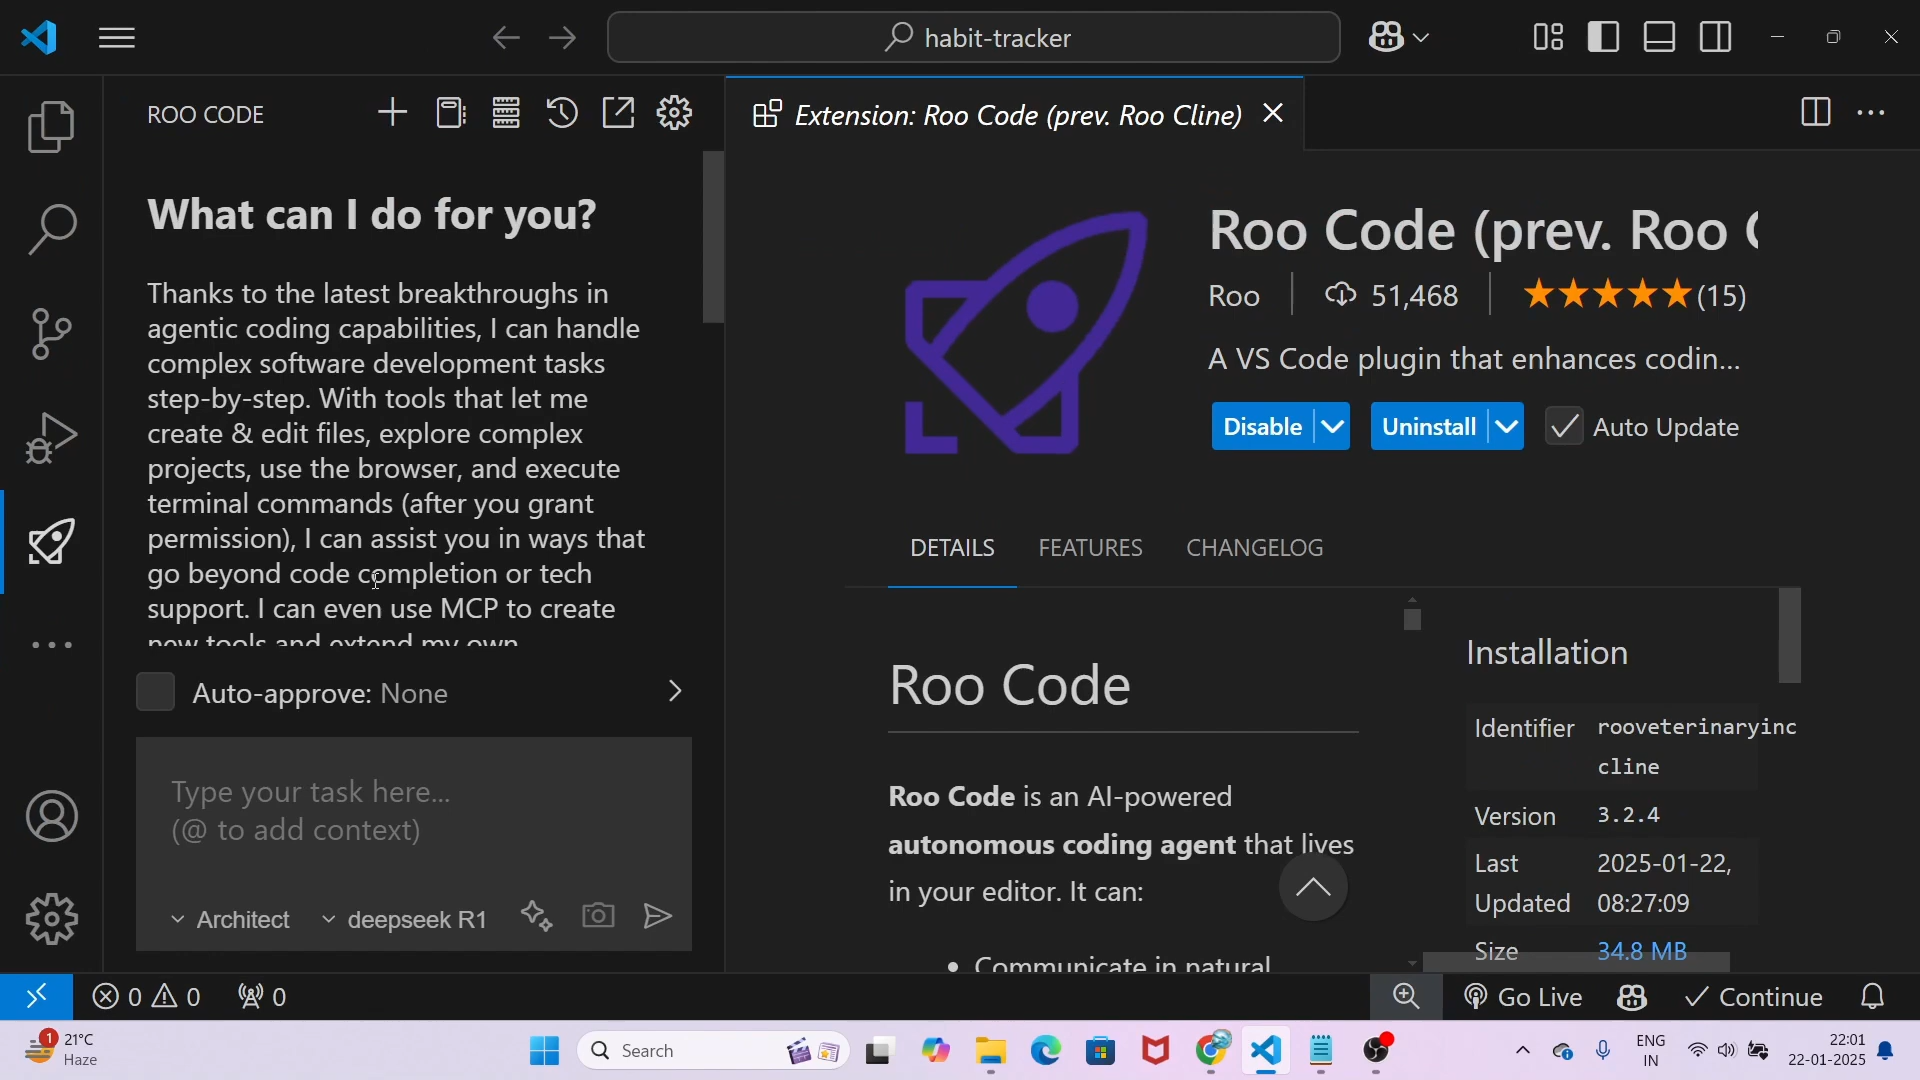 habit-tracker
ROO CODE
Extension: Roo Code (prev. Roo Cline)
What can I do for you?
Thanks to the latest breakthroughs in
agentic coding capabilities, I can handle
complex software development tasks
step-by-step. With tools that let me
create & edit files, explore complex
projects, use the browser, and execute
terminal commands (after you grant
permission), I can assist you in ways that
go beyond code completion or tech
support. I can even use MCP to create
new tools and extend my own
Auto-approve: None
Type your task here...
(@ to add context)
Architect
deepseek R1
Roo Code (prev. Roo C
Roo
51,468
(15)
A VS Code plugin that enhances codin...
Disable
Uninstall
Auto Update
DETAILS
FEATURES
CHANGELOG
Roo Code
Roo Code is an AI-powered
autonomous coding agent that lives
in your editor. It can:
• Communicate in natural
Installation
Identifier rooveterinaryinc
cline
Version 3.2.4
Last 2025-01-22,
Updated 08:27:09
Size 34.8 MB
0 0 0
Go Live
Continue
1
21°C
Haze
Search
ENG
IN
22:01
22-01-2025